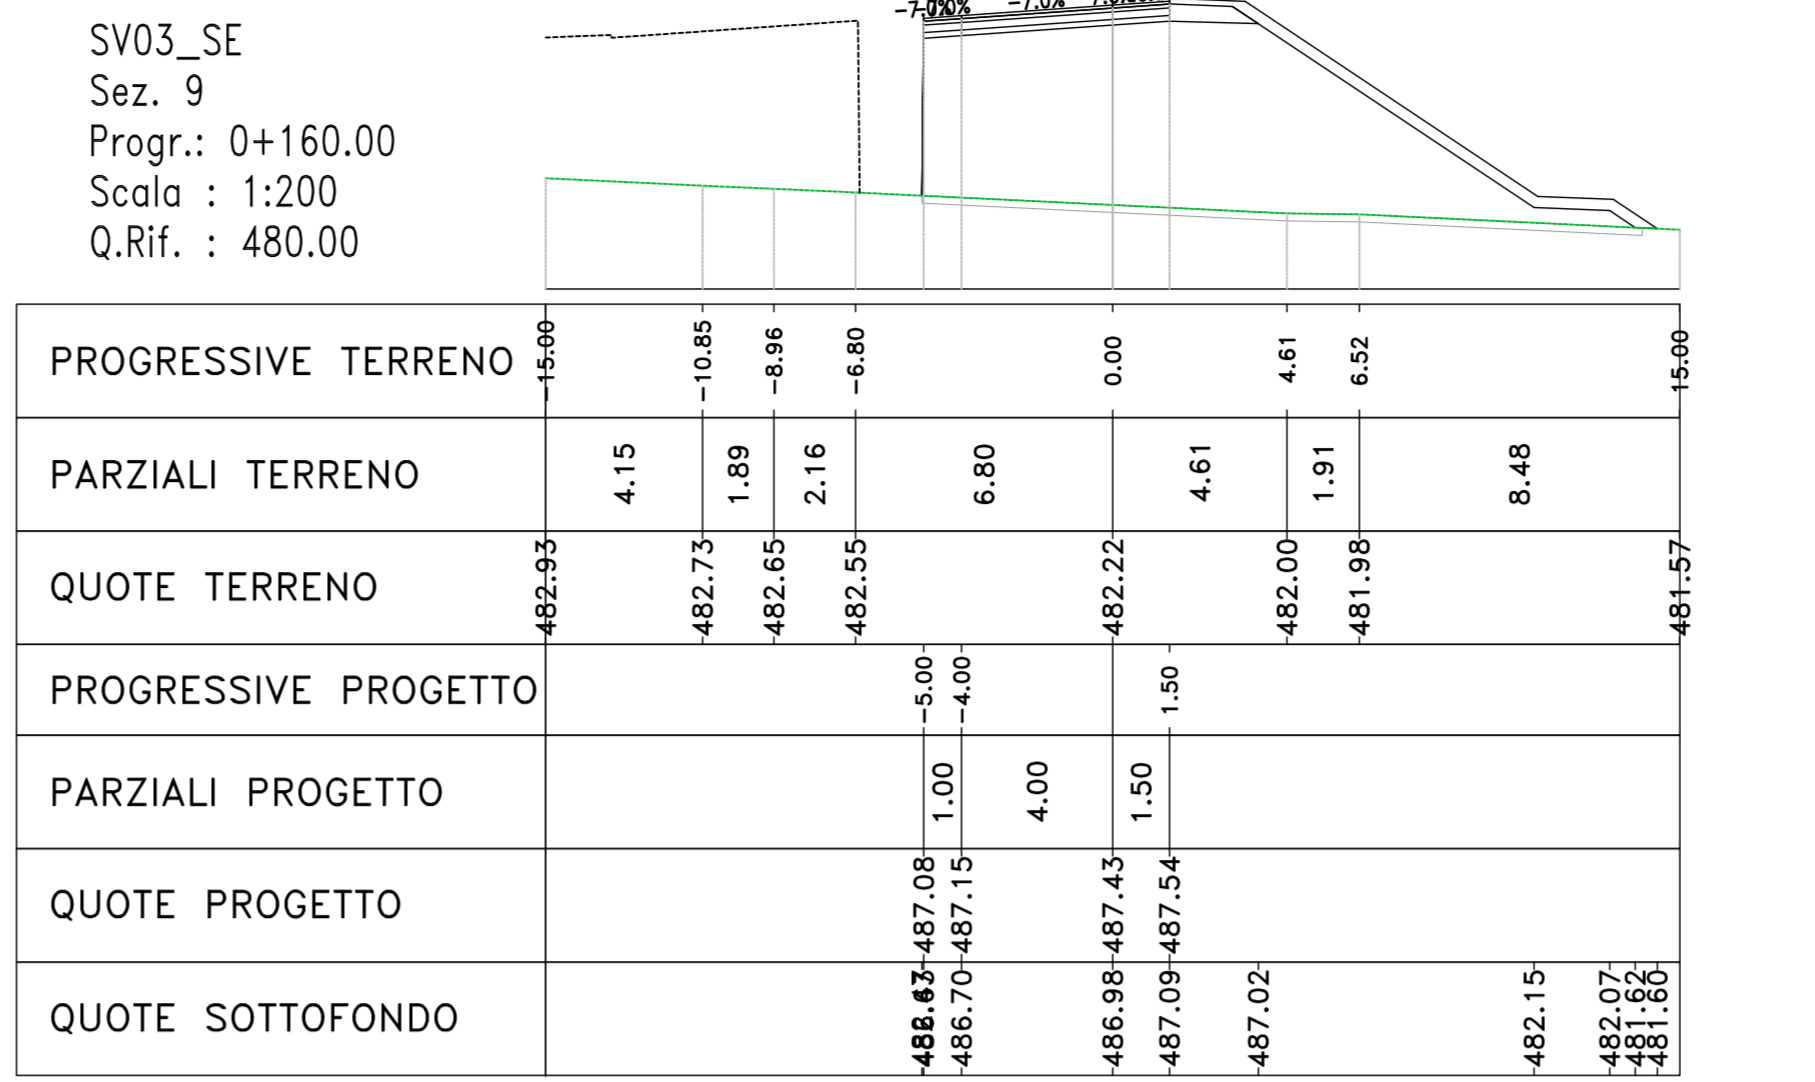 -7.0%
SV03_SE
Sez. 9
Progr.: 0+160.00
Scala : 1:200
Q.Rif. : 480.00
PROGRESSIVE TERRENO -15.00 -10.85 -8.96 -6.80 0.00 4.61 6.52 15.00
PARZIALI TERRENO 4.15 1.89 2.16 6.80 4.61 1.91 8.48
QUOTE TERRENO 482.93 482.73 482.65 482.55 482.22 482.00 481.98 481.57
PROGRESSIVE PROGETTO -5.00 -4.00 1.50
PARZIALI PROGETTO 1.00 4.00 1.50
QUOTE PROGETTO 487.08 487.15 487.43 487.54
QUOTE SOTTOFONDO 486.70 486.98 487.09 487.02 482.15 482.07 481.62 481.60